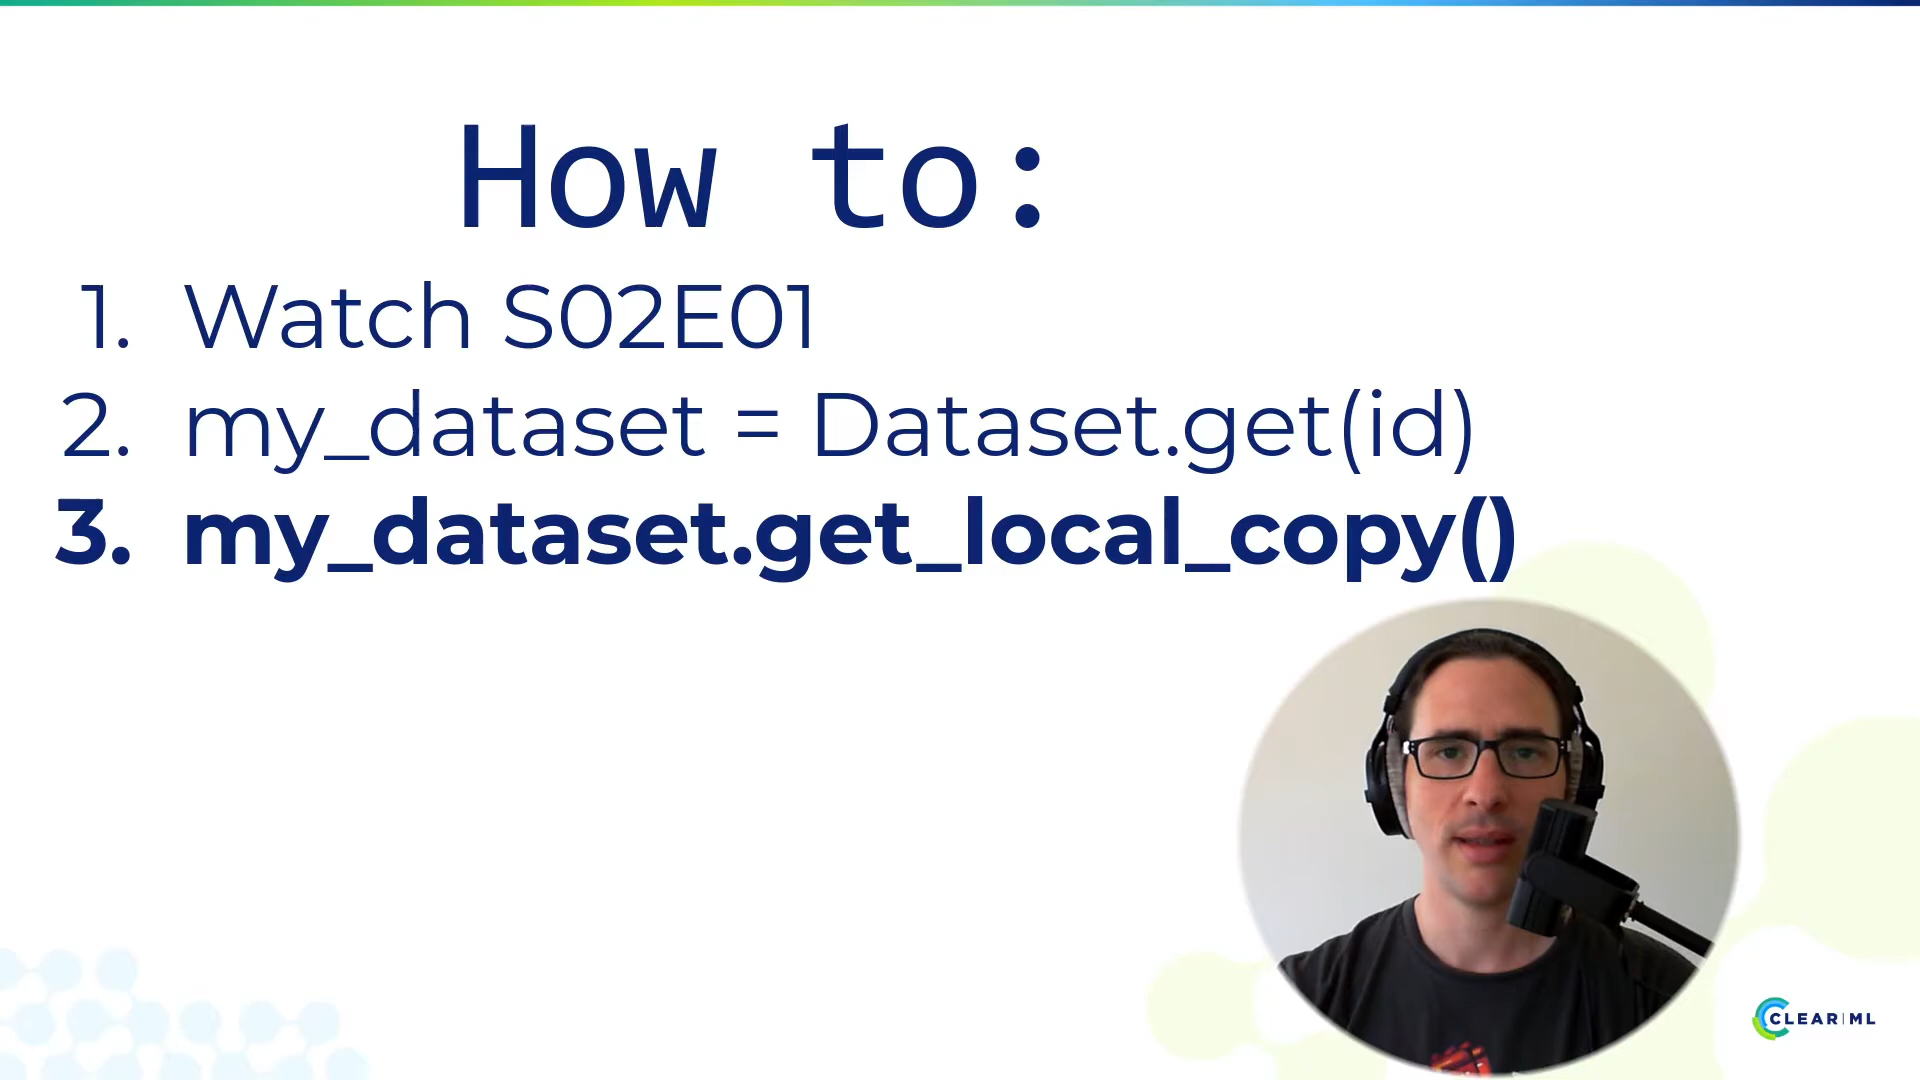 How to:
1. Watch S02E01
2. my_dataset = Dataset.get(id)
3. my_dataset.get_local_copy()
CLEAR|ML